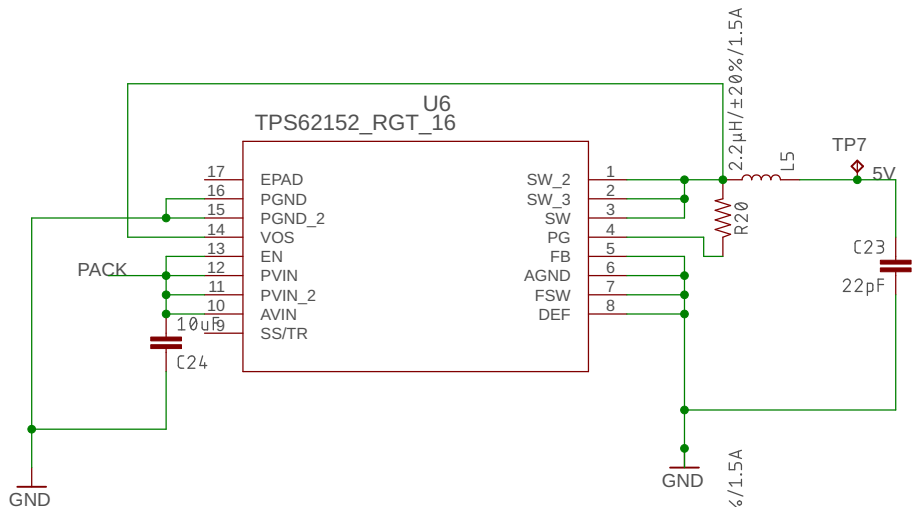 2.2µH/±20%/1.5A
U6
TPS62152_RGT_16
TP7
L5
5V
17 EPAD SW_2 1
16 PGND SW_3 2
15 PGND_2 SW 3
R20
14 VOS PG 4
13 EN FB 5
C23
PACK 12 PVIN AGND 6
11 PVIN_2 FSW 7
22pF
10 AVIN DEF 8
10uF
9 SS/TR
C24
%/1.5A
GND
GND